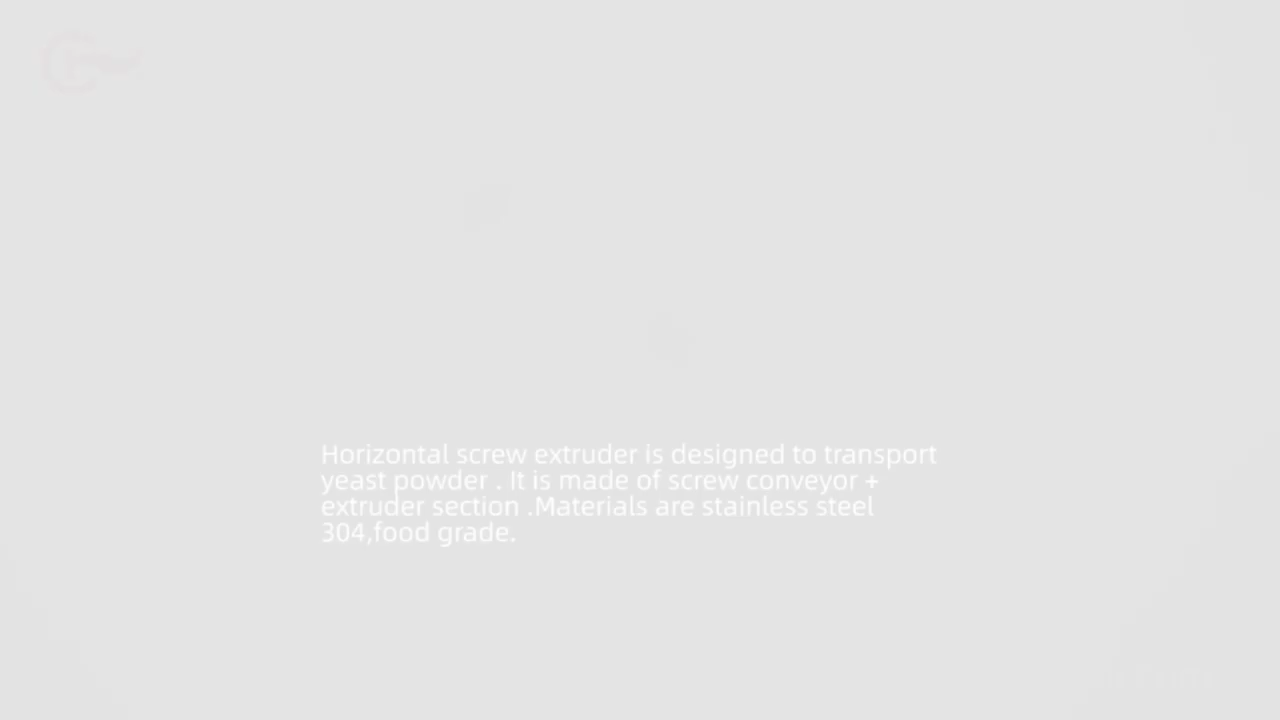 Horizontal screw extruder is designed to transport
yeast powder . It is made of screw conveyor +
extruder section .Materials are stainless steel
304,food grade.